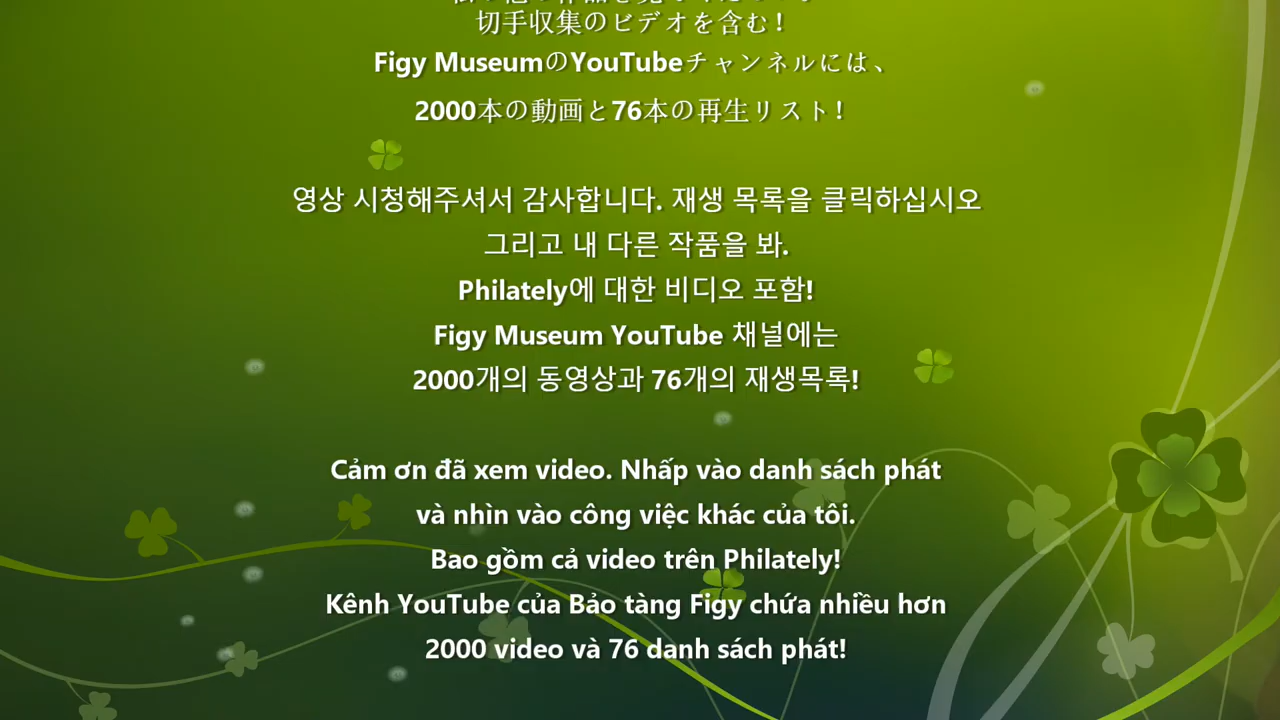 切手収集のビデオを含む！
Figy MuseumのYouTubeチャンネルには、
2000本の動画と76本の再生リスト！
영상 시청해주셔서 감사합니다. 재생 목록을 클릭하십시오
그리고 내 다른 작품을 봐.
Philately에 대한 비디오 포함!
Figy Museum YouTube 채널에는
2000개의 동영상과 76개의 재생목록!
Cảm ơn đã xem video. Nhấp vào danh sách phát
và nhìn vào công việc khác của tôi.
Bao gồm cả video trên Philately!
Kênh YouTube của Bảo tàng Figy chứa nhiều hơn
2000 video và 76 danh sách phát!